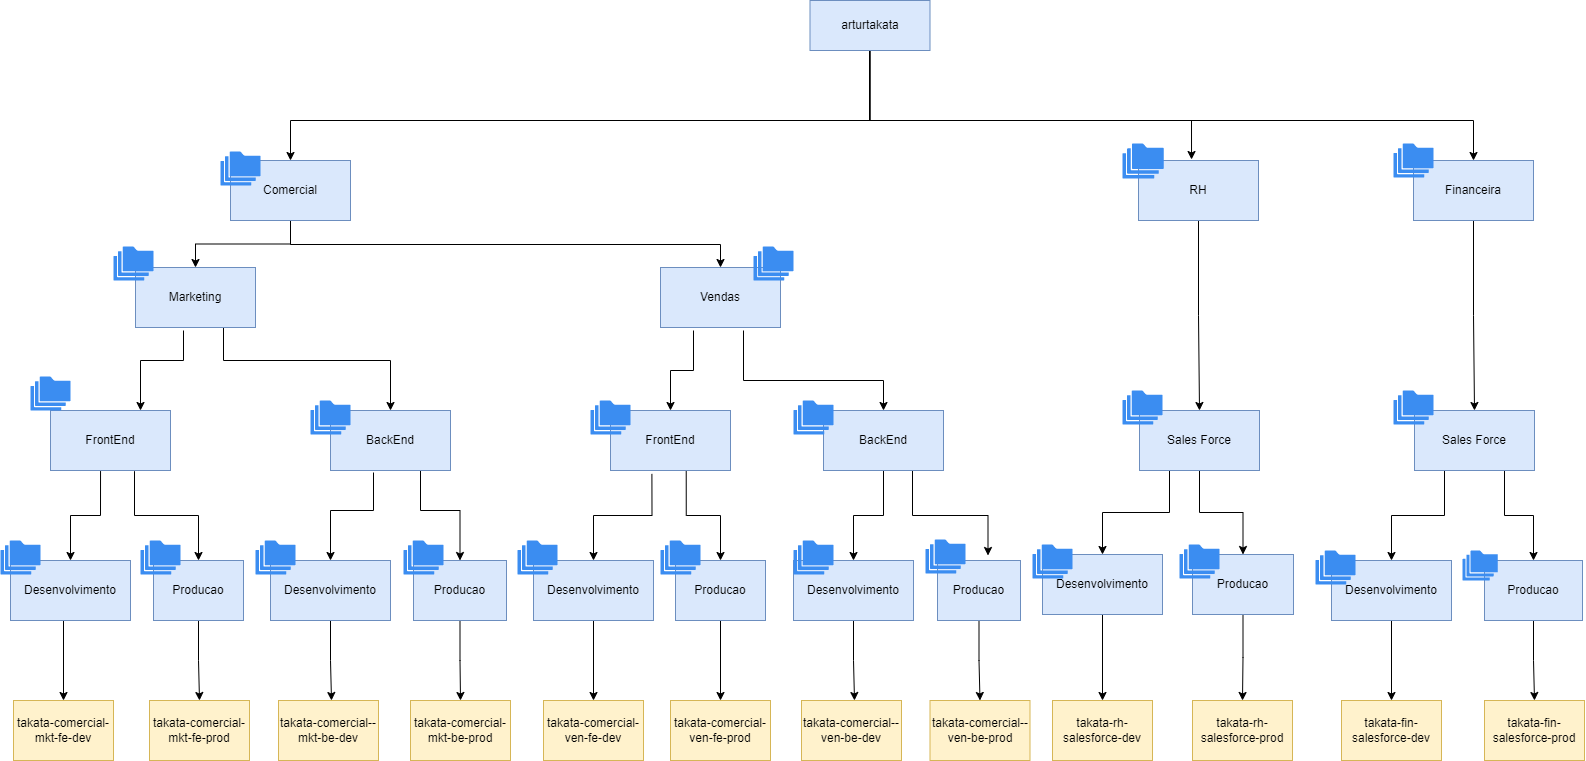 arturtakata
Comercial
RH
Financeira
Marketing
Vendas
FrontEnd
BackEnd
FrontEnd
BackEnd
Sales Force
Sales Force
Desenvolvimento
Producao
Desenvolvimento
Producao
Desenvolvimento
Producao
Desenvolvimento
Producao
Desenvolvimento
Producao
Desenvolvimento
Producao
takata-comercial-
mkt-fe-dev
takata-comercial-
mkt-fe-prod
takata-comercial--
mkt-be-dev
takata-comercial-
mkt-be-prod
takata-comercial-
ven-fe-dev
takata-comercial-
ven-fe-prod
takata-comercial--
ven-be-dev
takata-comercial--
ven-be-prod
takata-rh-
salesforce-dev
takata-rh-
salesforce-prod
takata-fin-
salesforce-dev
takata-fin-
salesforce-prod